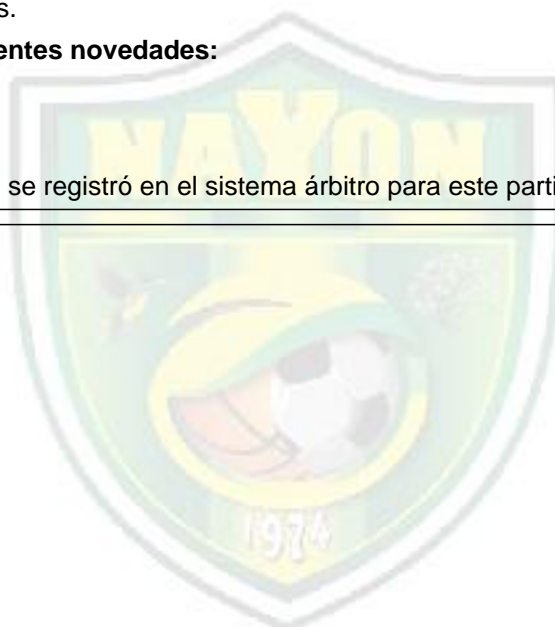 s.
entes novedades:
NAYON
se registró en el sistema árbitro para este parti
1974